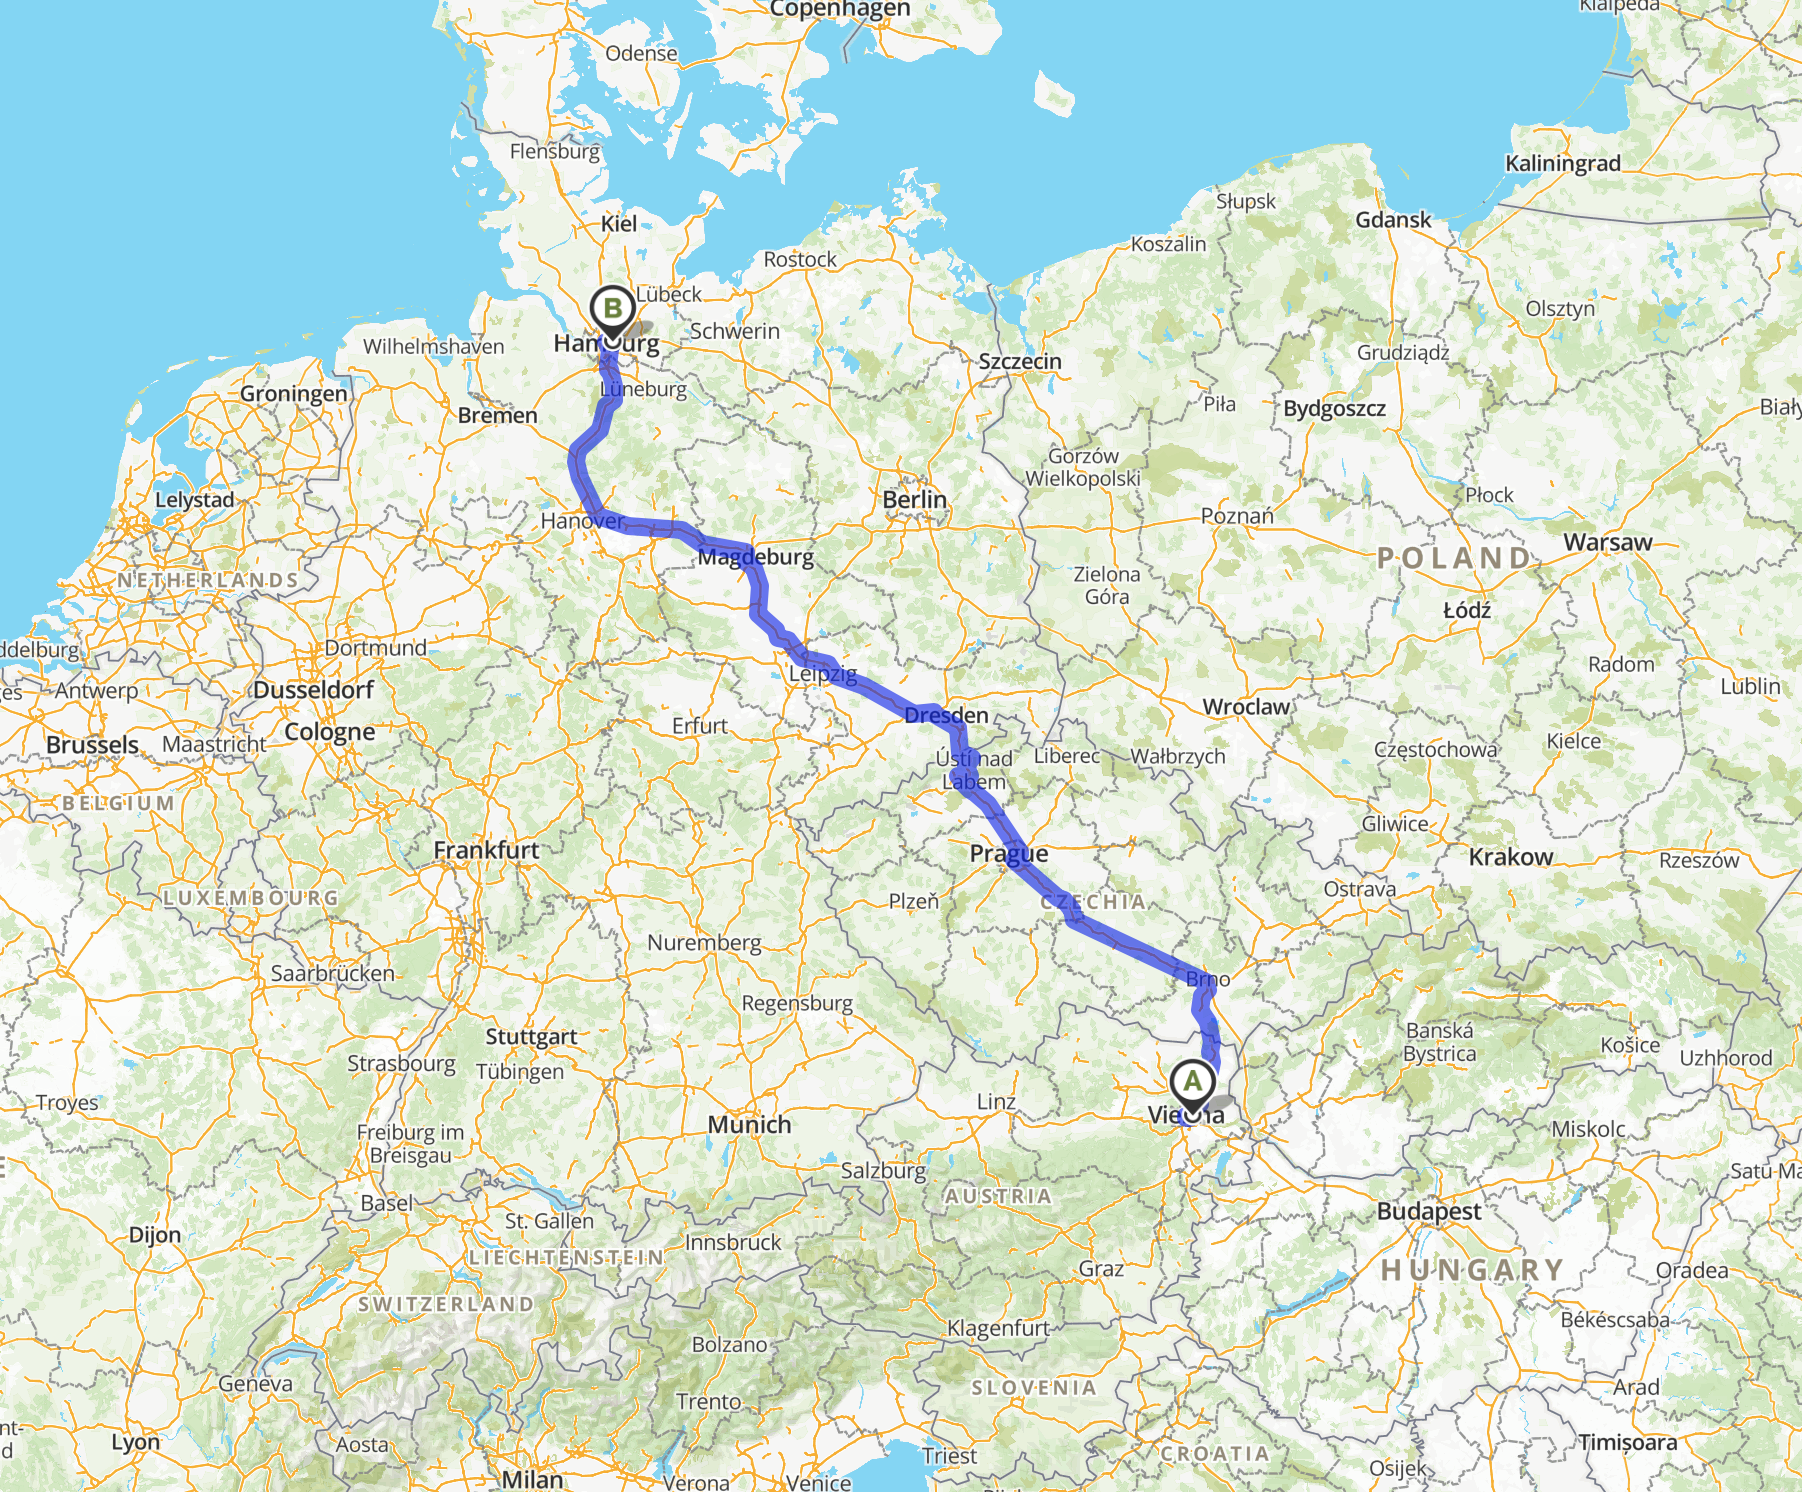 Copenhagen
Klaipėda
Odense
Flensburg
Kaliningrad
Słupsk
Gdansk
Kiel
Koszalin
Rostock
B
Lübeck
Olsztyn
Schwerin
Hamburg
Wilhelmshaven
Grudziądz
Szczecin
Lüneburg
Groningen
Piła
Bydgoszcz
Biały
Bremen
Gorzów
Wielkopolski
Płock
Lelystad
Berlin
Poznań
Hanover
Warsaw
Magdeburg
POLAND
NETHERLANDS
Zielona
Góra
Łódź
ddelburg
Dortmund
Radom
Leipzig
Lublin
ges
Antwerp
Dusseldorf
Wroclaw
Dresden
Erfurt
Cologne
Kielce
Brussels
Maastricht
Częstochowa
Ústí nad
Labem
Liberec
Wałbrzych
BELGIUM
Gliwice
Frankfurt
Prague
Krakow
Rzeszów
Ostrava
LUXEMBOURG
Plzeň
CZECHIA
Nuremberg
Saarbrücken
Brno
Regensburg
Banská
Bystrica
Stuttgart
Košice
Uzhhorod
Strasbourg
Tübingen
A
Troyes
Linz
Vienna
Munich
Freiburg im
Breisgau
Miskolc
Salzburg
Satu Ma
AUSTRIA
Basel
Budapest
St. Gallen
Dijon
Innsbruck
LIECHTENSTEIN
Graz
HUNGARY
Oradea
SWITZERLAND
Békéscsaba
Klagenfurt
Bolzano
Geneva
SLOVENIA
Arad
Trento
nt-
d
Lyon
Aosta
Timișoara
Triest
CROATIA
Osijek
Milan
Verona
Venice